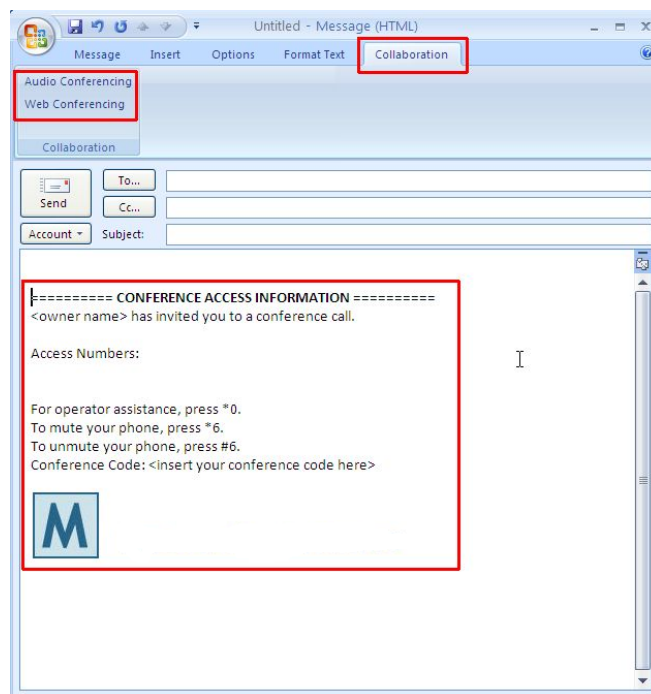 Untitled - Message (HTML)
Message Insert Options Format Text Collaboration
Audio Conferencing
Web Conferencing
Collaboration
To...
Send
Cc...
Account Subject:
========== CONFERENCE ACCESS INFORMATION ==========
<owner name> has invited you to a conference call.
Access Numbers:
For operator assistance, press *0.
To mute your phone, press *6.
To unmute your phone, press #6.
Conference Code: <insert your conference code here>
M